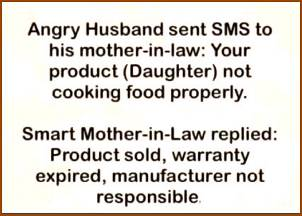 Angry Husband sent SMS to
his mother-in-law: Your
product (Daughter) not
cooking food properly.
Smart Mother-in-Law replied:
Product sold, warranty
expired, manufacturer not
responsible.